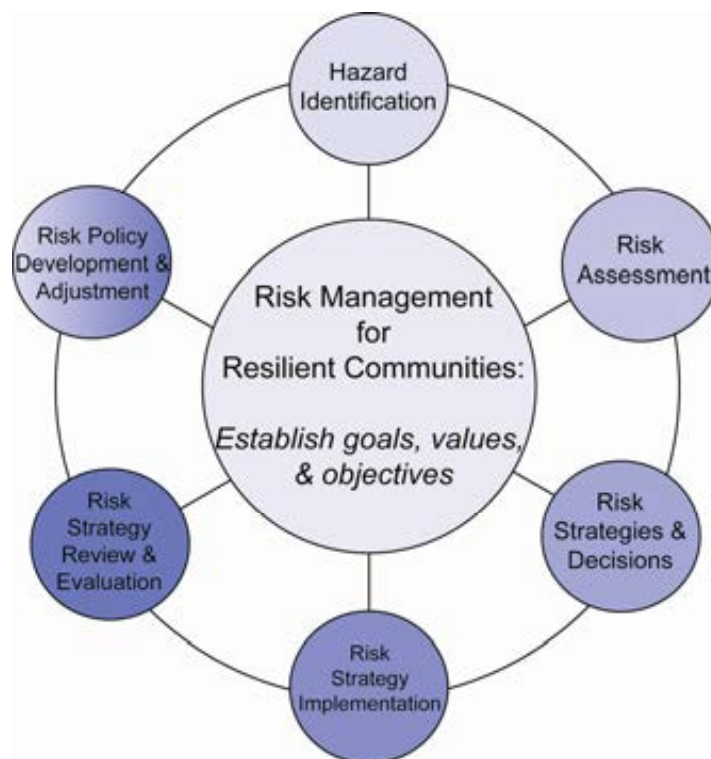 Hazard
Identification
Risk
Assessment
Risk
Strategies &
Decisions
Risk
Strategy
Implementation
Risk
Strategy
Review &
Evaluation
Risk Policy
Development &
Adjustment
Risk Management
for
Resilient Communities:
Establish goals, values,
& objectives